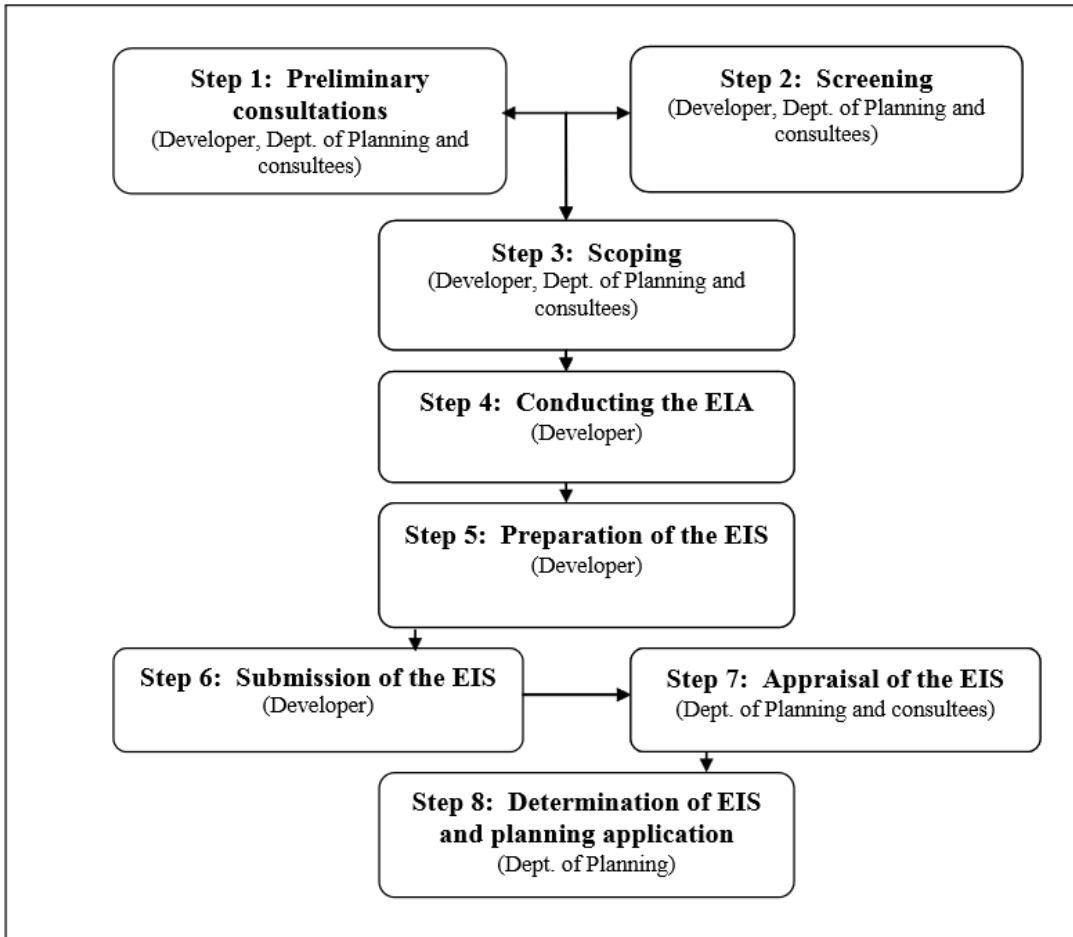 Step 1:  Preliminary
consultations
(Developer, Dept. of Planning and
consultees)
Step 2:  Screening
(Developer, Dept. of Planning and
consultees)
Step 3:  Scoping
(Developer, Dept. of Planning and
consultees)
Step 4:  Conducting the EIA
(Developer)
Step 5:  Preparation of the EIS
(Developer)
Step 6:  Submission of the EIS
(Developer)
Step 7:  Appraisal of the EIS
(Dept. of Planning and consultees)
Step 8:  Determination of EIS
and planning application
(Dept. of Planning)